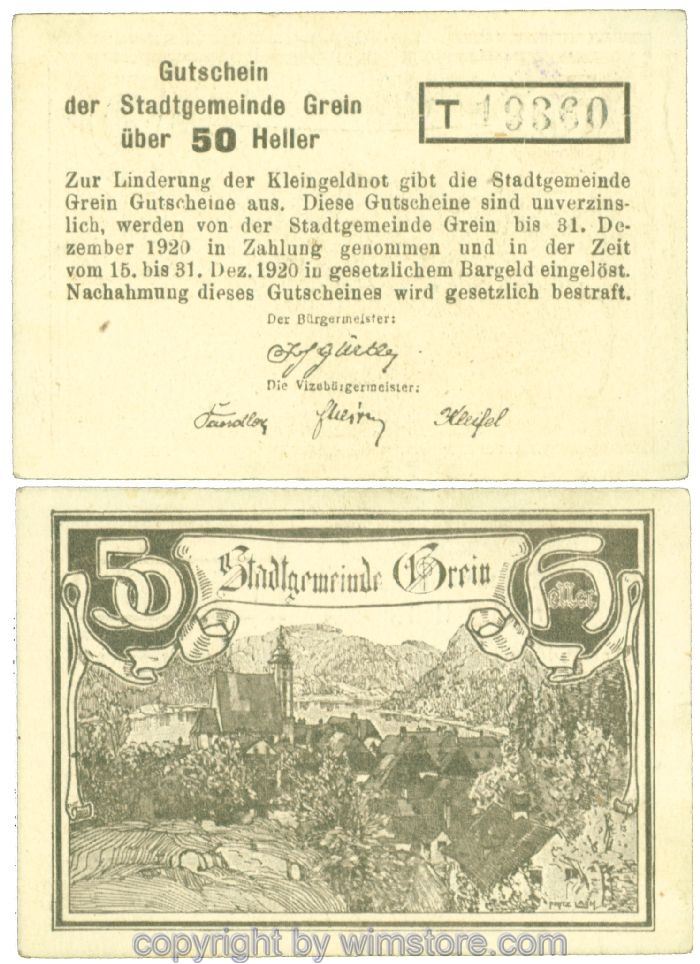 Gutschein
der Stadtgemeinde Grein
über 50 Heller
T 19360
Zur Linderung der Kleingeldnot gibt die Stadtgemeinde
Grein Gutscheine aus. Diese Gutscheine sind unverzins-
lich, werden von der Stadtgemeinde Grein bis 31. De-
zember 1920 in Zahlung genommen und in der Zeit
vom 15. bis 31. Dez. 1920 in gesetzlichem Bargeld eingelöst.
Nachahmung dieses Gutscheines wird gesetzlich bestraft.
Der Bürgermeister:
Die Vizebürgermeister:
50 Stadtgemeinde Grein Heller
copyright by wimstore.com